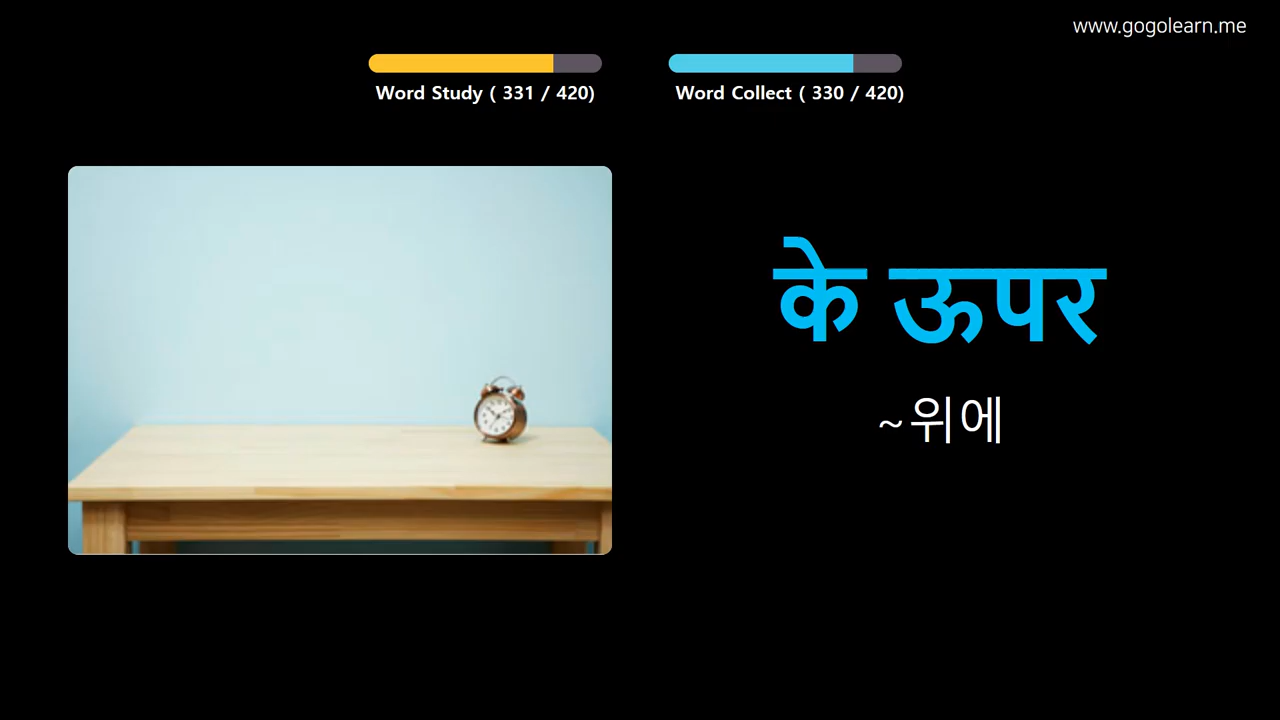 www.gogolearn.me
Word Study ( 331 / 420)
Word Collect ( 330 / 420)
के ऊपर
~위에